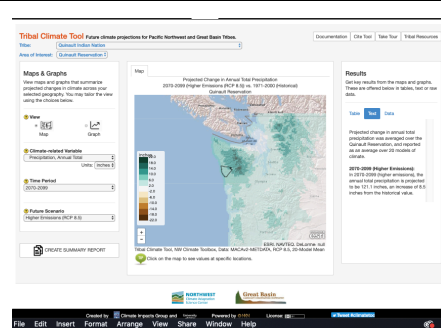 Tribal Climate Tool Future climate projections for Pacific Northwest and Great Basin Tribes.
Documentation Cite Tool Take Tour Tribal Resources
Tribe: Quinault Indian Nation
Area of Interest: Quinault Reservation
Maps & Graphs
View maps and graphs that summarize
projected changes in climate across your
selected geography. You may tailor the view
using the choices below.
View
Map Graph
Climate-related Variable
Precipitation, Annual Total
Units: inches
Time Period
2070-2099
Future Scenario
Higher Emissions (RCP 8.5)
CREATE SUMMARY REPORT
Map
Projected Change in Annual Total Precipitation
2070-2099 (Higher Emissions [RCP 8.5]) vs. 1971-2000 (Historical)
Quinault Reservation
inches
ESRI, NAVTEQ, DeLorme
Tribal Climate Tool, NW Climate Toolbox, Data: MACAv2-METDATA, RCP 8.5, 20-Model Mean
Click on the map to see values at specific locations.
Results
Get key results from the maps and graphs.
These are offered below in tables, text or raw
data.
Table Text Data
Projected change in annual total
precipitation was averaged over the
Quinault Reservation, and reported
as an average over 20 models of
climate.
2070-2099 (Higher Emissions):
In 2070-2099 (higher emissions), the
annual total precipitation is projected
to be 121.1 inches, an increase of 8.5
inches from the historical value.
NORTHWEST
Great Basin
Created by Climate Impacts Group and Powered by License:
Tweet #climatetoc
File Edit Insert Format Arrange View Share Window Help